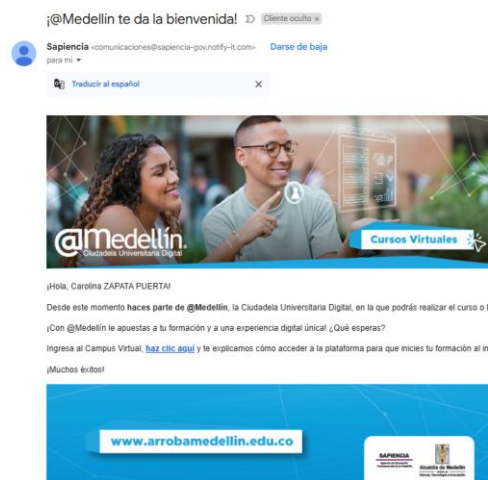 ¡@Medellín te da la bienvenida!
Cliente oculto ×
Sapiencia <comunicaciones@sapiencia-gov.notify-it.com> Darse de baja
para mí
Traducir al español ×
@Medellín.
Ciudadela Universitaria Digital
Cursos Virtuales
¡Hola, Carolina ZAPATA PUERTA!
Desde este momento haces parte de @Medellín, la Ciudadela Universitaria Digital, en la que podrás realizar el curso o l
¡Con @Medellín le apuestas a tu formación y a una experiencia digital única! ¿Qué esperas?
Ingresa al Campus Virtual, haz clic aquí y te explicamos cómo acceder a la plataforma para que inicies tu formación al in
¡Muchos éxitos!
www.arrobamedellin.edu.co
SAPIENCIA
Alcaldía de Medellín